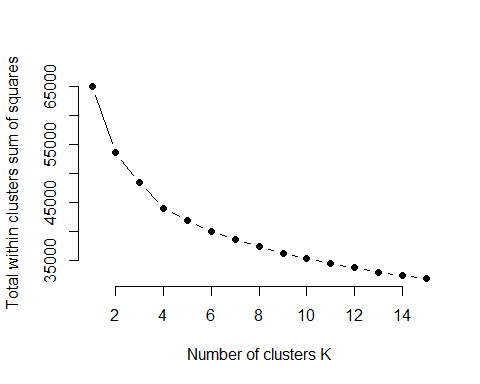 Total within clusters sum of squares
65000
55000
45000
35000
2 4 6 8 10 12 14
Number of clusters K